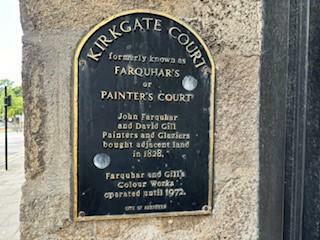 KIRKGATE COURT
formerly known as
FARQUHAR'S
or
PAINTER'S COURT
John Farquhar
and David Gill
Painters and Glaziers
bought adjacent land
in 1828.
Farquhar and Gill's
Colour Works
operated until 1972.
CITY OF ABERDEEN